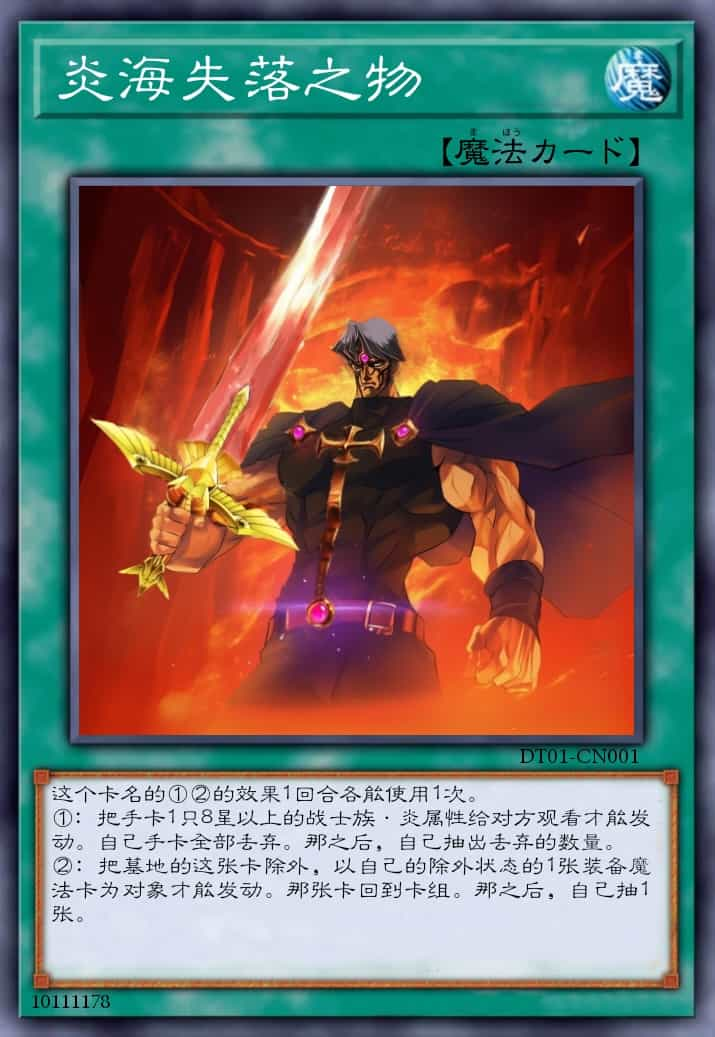 炎海失落之物
魔
【魔法カード】
ま ほう
DT01-CN001
这个卡名的①②的效果1回合各能使用1次。
①：把手卡1只8星以上的战士族·炎属性给对方观看才能发
动。自己手卡全部丢弃。那之后，自己抽出丢弃的数量。
②：把墓地的这张卡除外，以自己的除外状态的1张装备魔
法卡为对象才能发动。那张卡回到卡组。那之后，自己抽1
张。
10111178